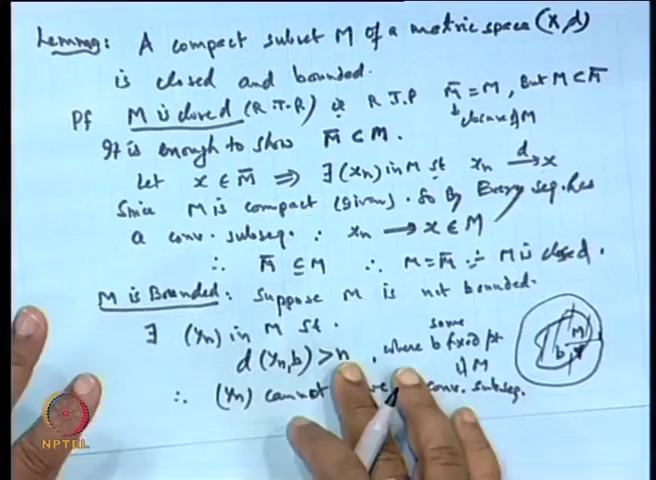 Lemma: A compact subset M of a metric space (X,d)
is closed and bounded.
Pf M is closed (R.T.P) or R.T.P M̄ = M, But M⊂M̄
closure of M
It is enough to show M̄ ⊂ M.
Let x ∈ M̄ ⟹ ∃ (xn) in M st xn →d x
Since M is compact (Given). So By Every seq. has
a conv. subseq. ∴ xn → x ∈ M
∴ M̄ ⊆ M ∴ M = M̄ ∴ M is closed.
M is Bounded: Suppose M is not bounded.
∃ (yn) in M st.
d(yn,b) > n, where b some fixed pt
of M
∴ (yn) cannot conv. subseq.
M
b
NPTEL